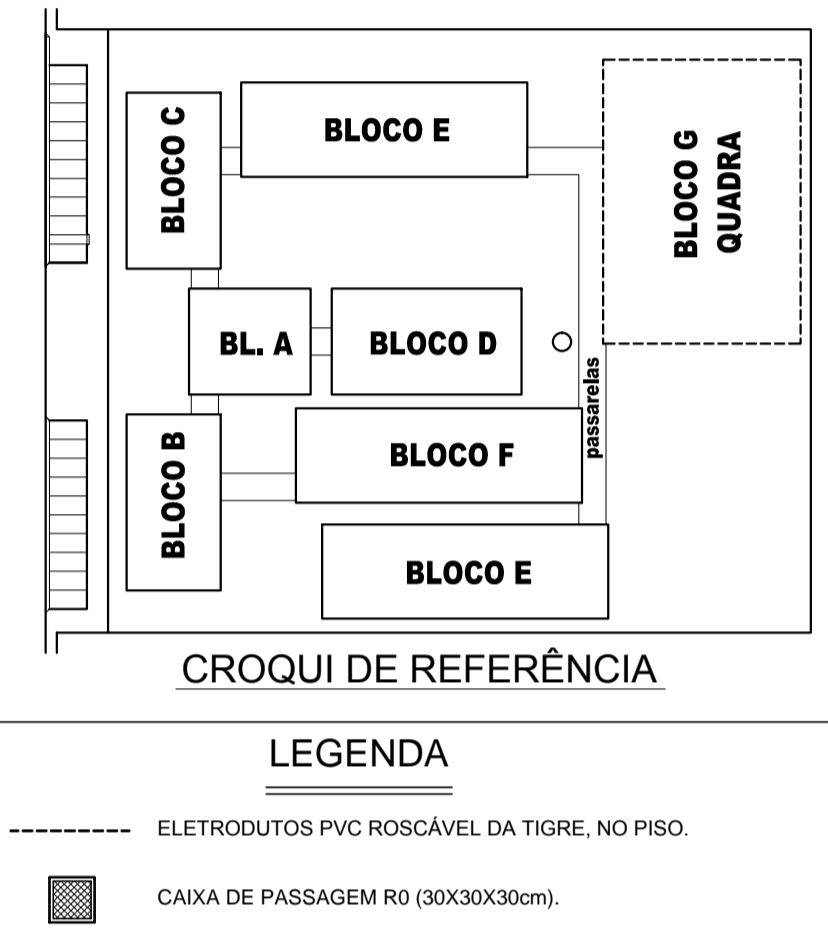 BLOCO C
BLOCO E
BLOCO G
QUADRA
BL. A
BLOCO D
passarelas
BLOCO B
BLOCO F
BLOCO E
CROQUI DE REFERÊNCIA
LEGENDA
ELETRODUTOS PVC ROSCÁVEL DA TIGRE, NO PISO.
CAIXA DE PASSAGEM R0 (30X30X30cm).